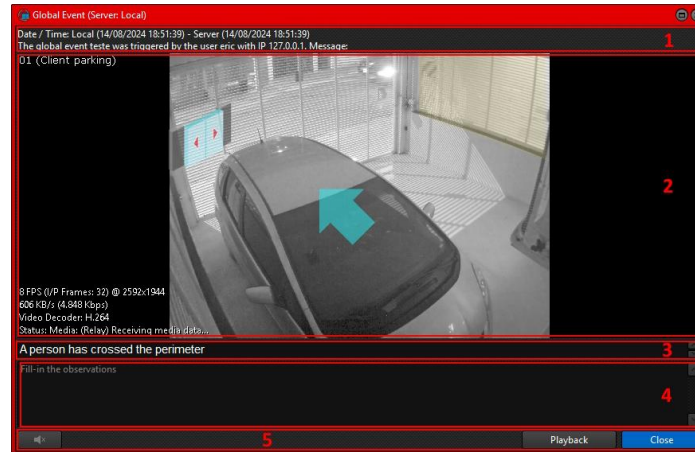 Global Event (Server: Local)
Date / Time: Local (14/08/2024 18:51:39) - Server (14/08/2024 18:51:39)
The global event teste was triggered by the user eric with IP 127.0.0.1. Message:
1
01 (Client parking)
2
8 FPS (I/P Frames: 32) @ 2592x1944
606 KB/s (4.848 Kbps)
Video Decoder: H.264
Status: Media: (Relay) Receiving media data...
A person has crossed the perimeter
3
Fill-in the observations
4
5
Playback
Close